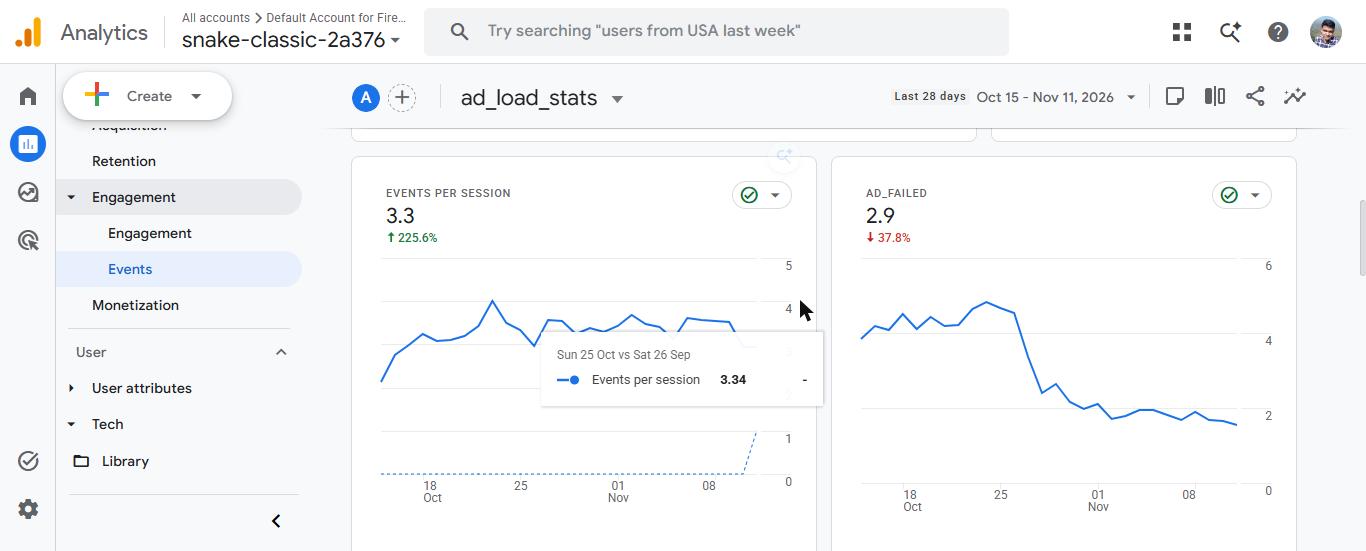 Analytics
All accounts > Default Account for Fire...
snake-classic-2a376
Try searching "users from USA last week"
Create
Acquisition
Retention
Engagement
Engagement
Events
Monetization
User
User attributes
Tech
Library
A
ad_load_stats
Last 28 days Oct 15 - Nov 11, 2026
EVENTS PER SESSION
3.3
↑ 225.6%
5
4
3
2
1
0
18
Oct
25
01
Nov
08
Sun 25 Oct vs Sat 26 Sep
Events per session 3.34 -
AD_FAILED
2.9
↓ 37.8%
6
4
2
0
18
Oct
25
01
Nov
08